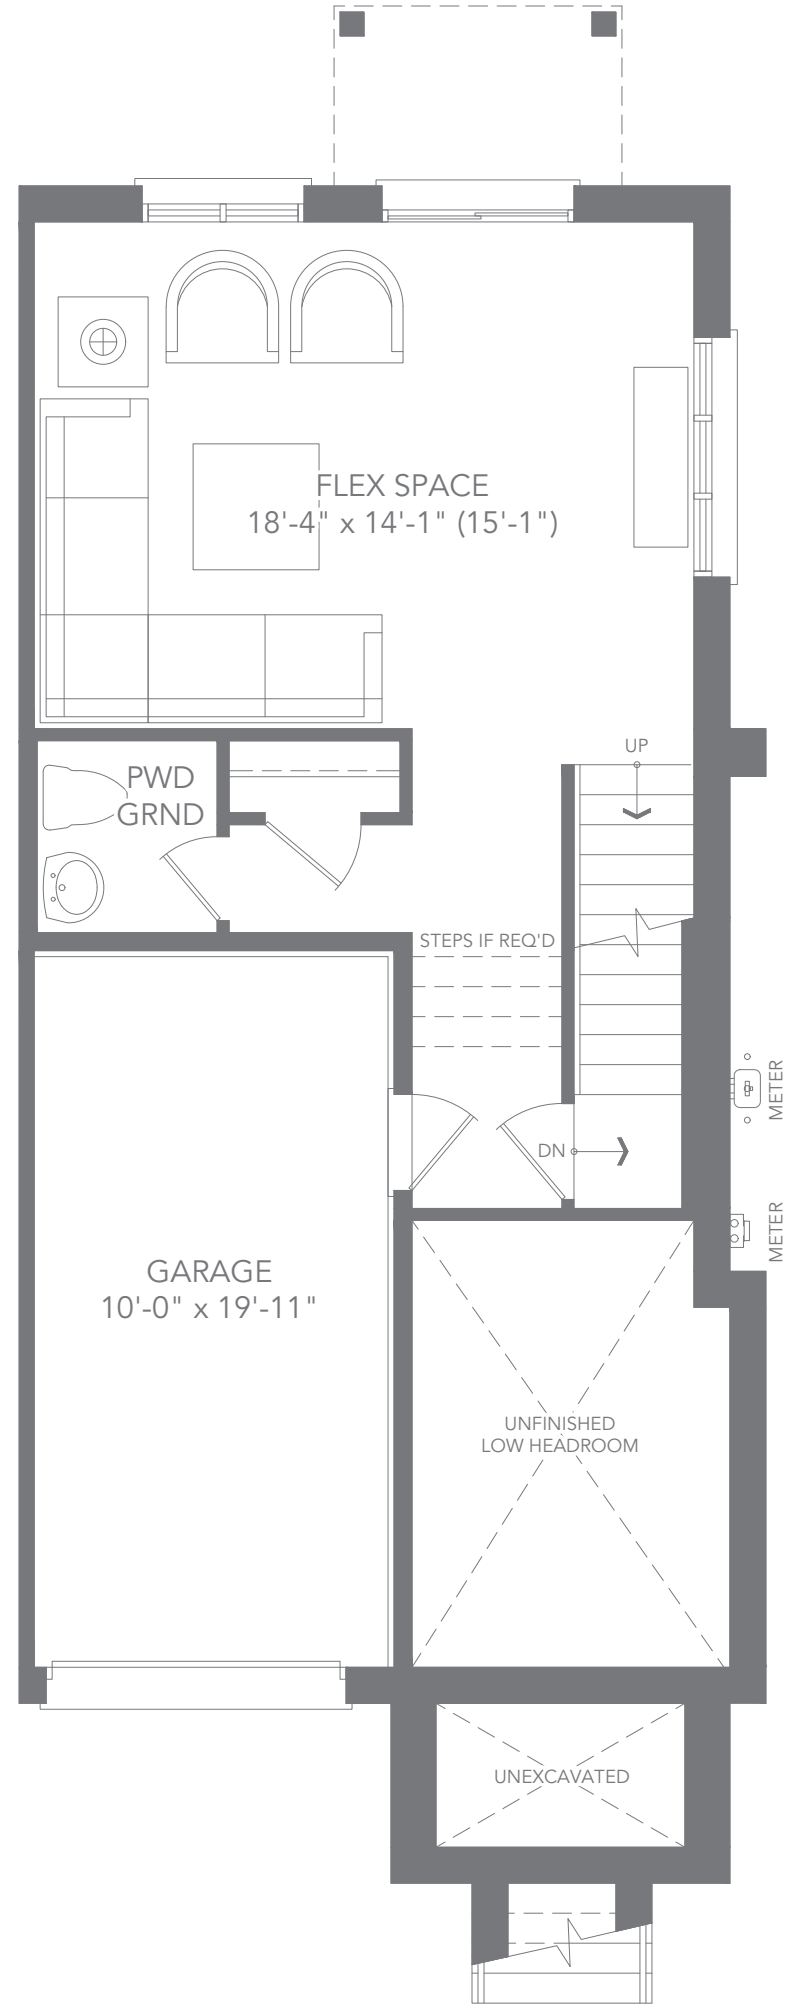 FLEX SPACE
18'-4" x 14'-1" (15'-1")
UP
PWD
GRND
STEPS IF REQ'D
METER
DN
METER
GARAGE
10'-0" x 19'-11"
UNFINISHED
LOW HEADROOM
UNEXCAVATED